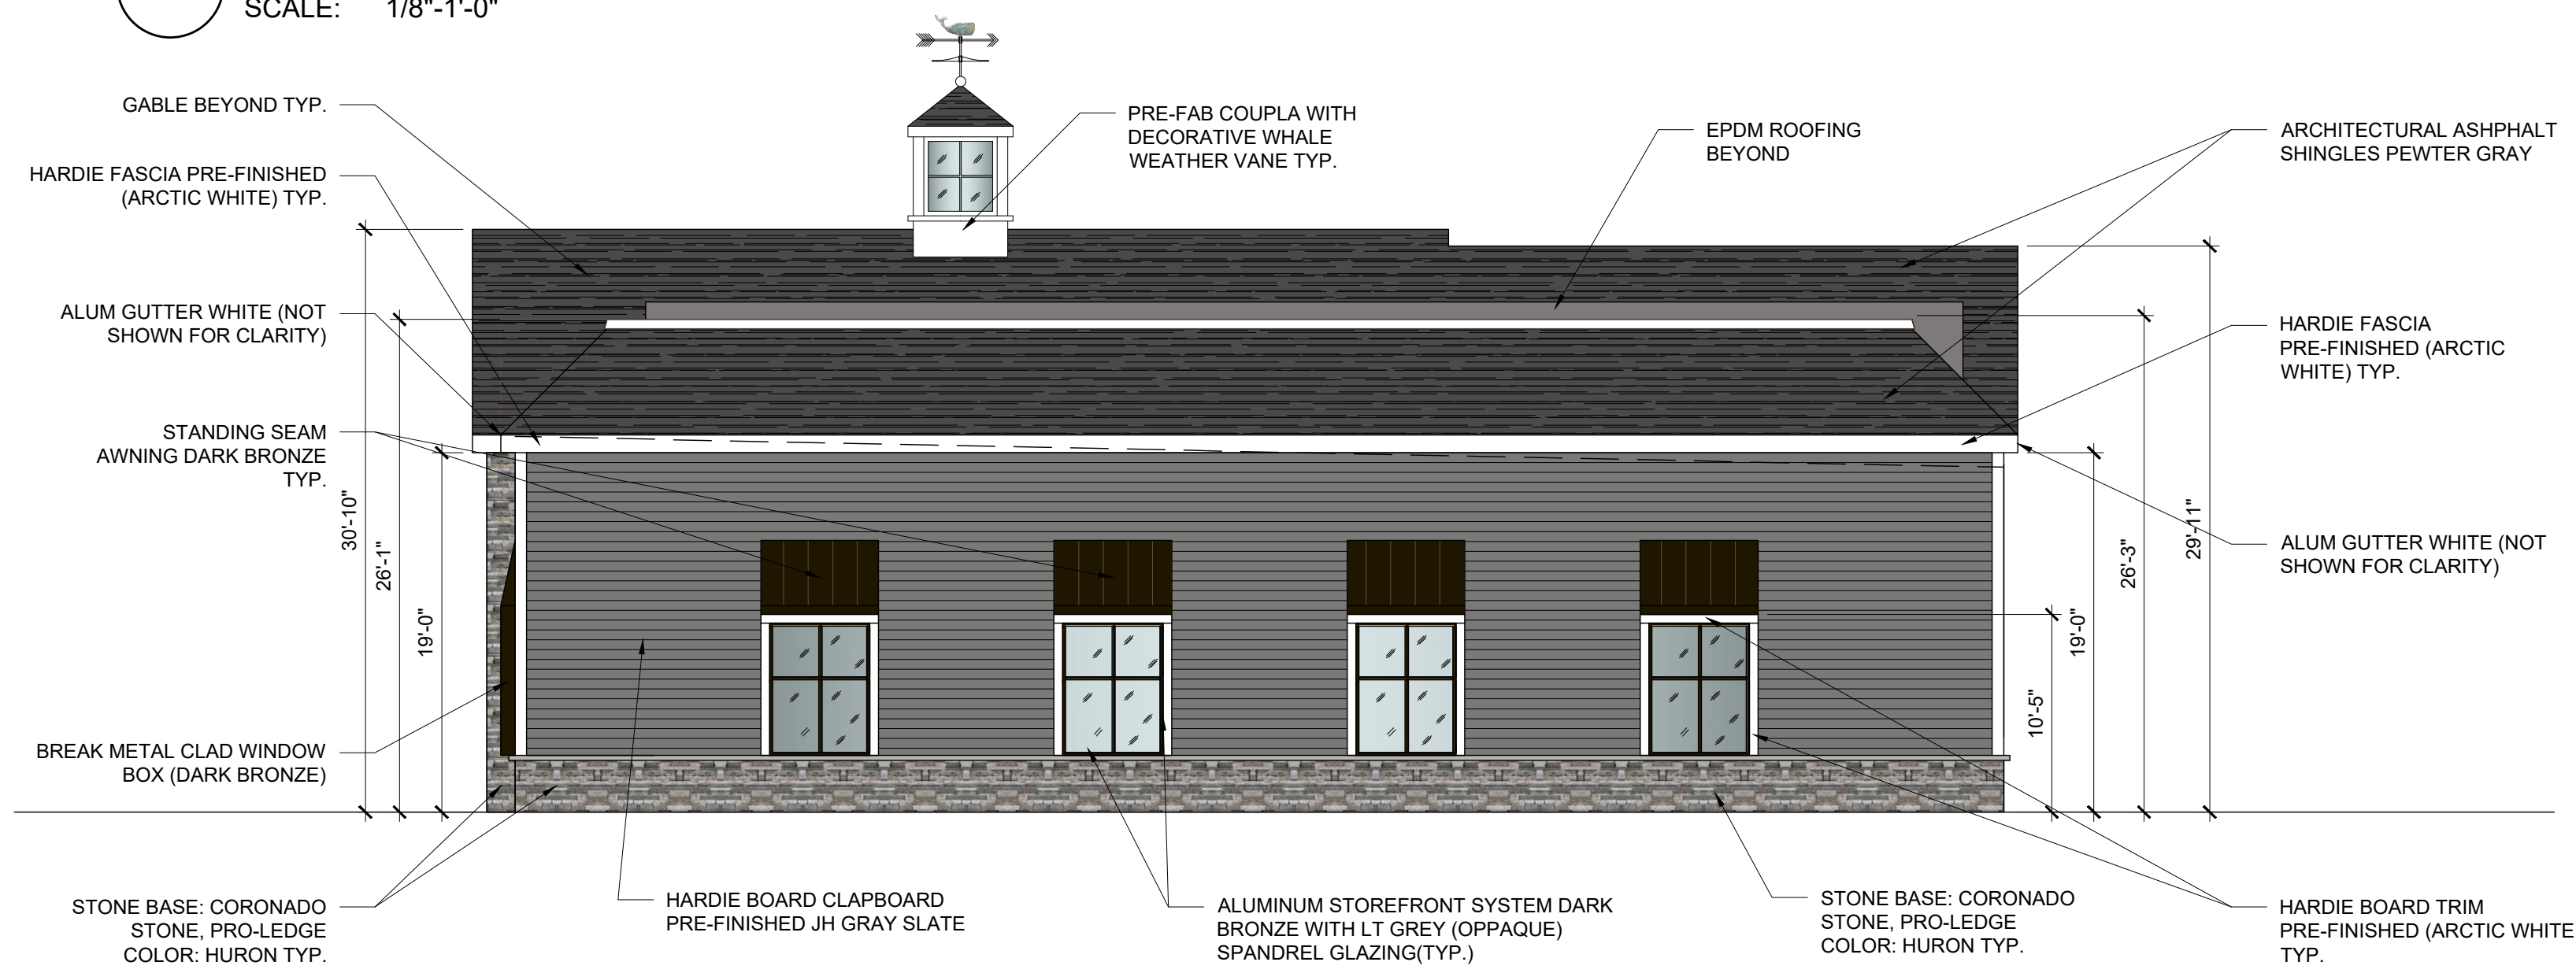 SCALE: 1/8"-1'-0"
GABLE BEYOND TYP.
HARDIE FASCIA PRE-FINISHED
(ARCTIC WHITE) TYP.
ALUM GUTTER WHITE (NOT
SHOWN FOR CLARITY)
STANDING SEAM
AWNING DARK BRONZE
TYP.
BREAK METAL CLAD WINDOW
BOX (DARK BRONZE)
STONE BASE: CORONADO
STONE, PRO-LEDGE
COLOR: HURON TYP.
30'-10"
26'-1"
19'-0"
PRE-FAB COUPLA WITH
DECORATIVE WHALE
WEATHER VANE TYP.
EPDM ROOFING
BEYOND
HARDIE BOARD CLAPBOARD
PRE-FINISHED JH GRAY SLATE
ALUMINUM STOREFRONT SYSTEM DARK
BRONZE WITH LT GREY (OPPAQUE)
SPANDREL GLAZING(TYP.)
STONE BASE: CORONADO
STONE, PRO-LEDGE
COLOR: HURON TYP.
10'-5"
19'-0"
26'-3"
29'-11"
ARCHITECTURAL ASHPHALT
SHINGLES PEWTER GRAY
HARDIE FASCIA
PRE-FINISHED (ARCTIC
WHITE) TYP.
ALUM GUTTER WHITE (NOT
SHOWN FOR CLARITY)
HARDIE BOARD TRIM
PRE-FINISHED (ARCTIC WHITE
TYP.